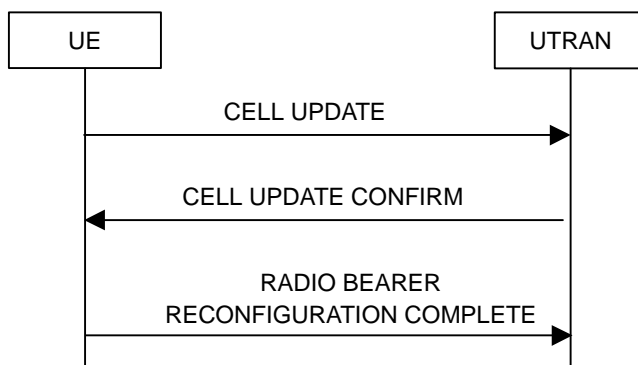 UE
UTRAN
CELL UPDATE
CELL UPDATE CONFIRM
RADIO BEARER
RECONFIGURATION COMPLETE